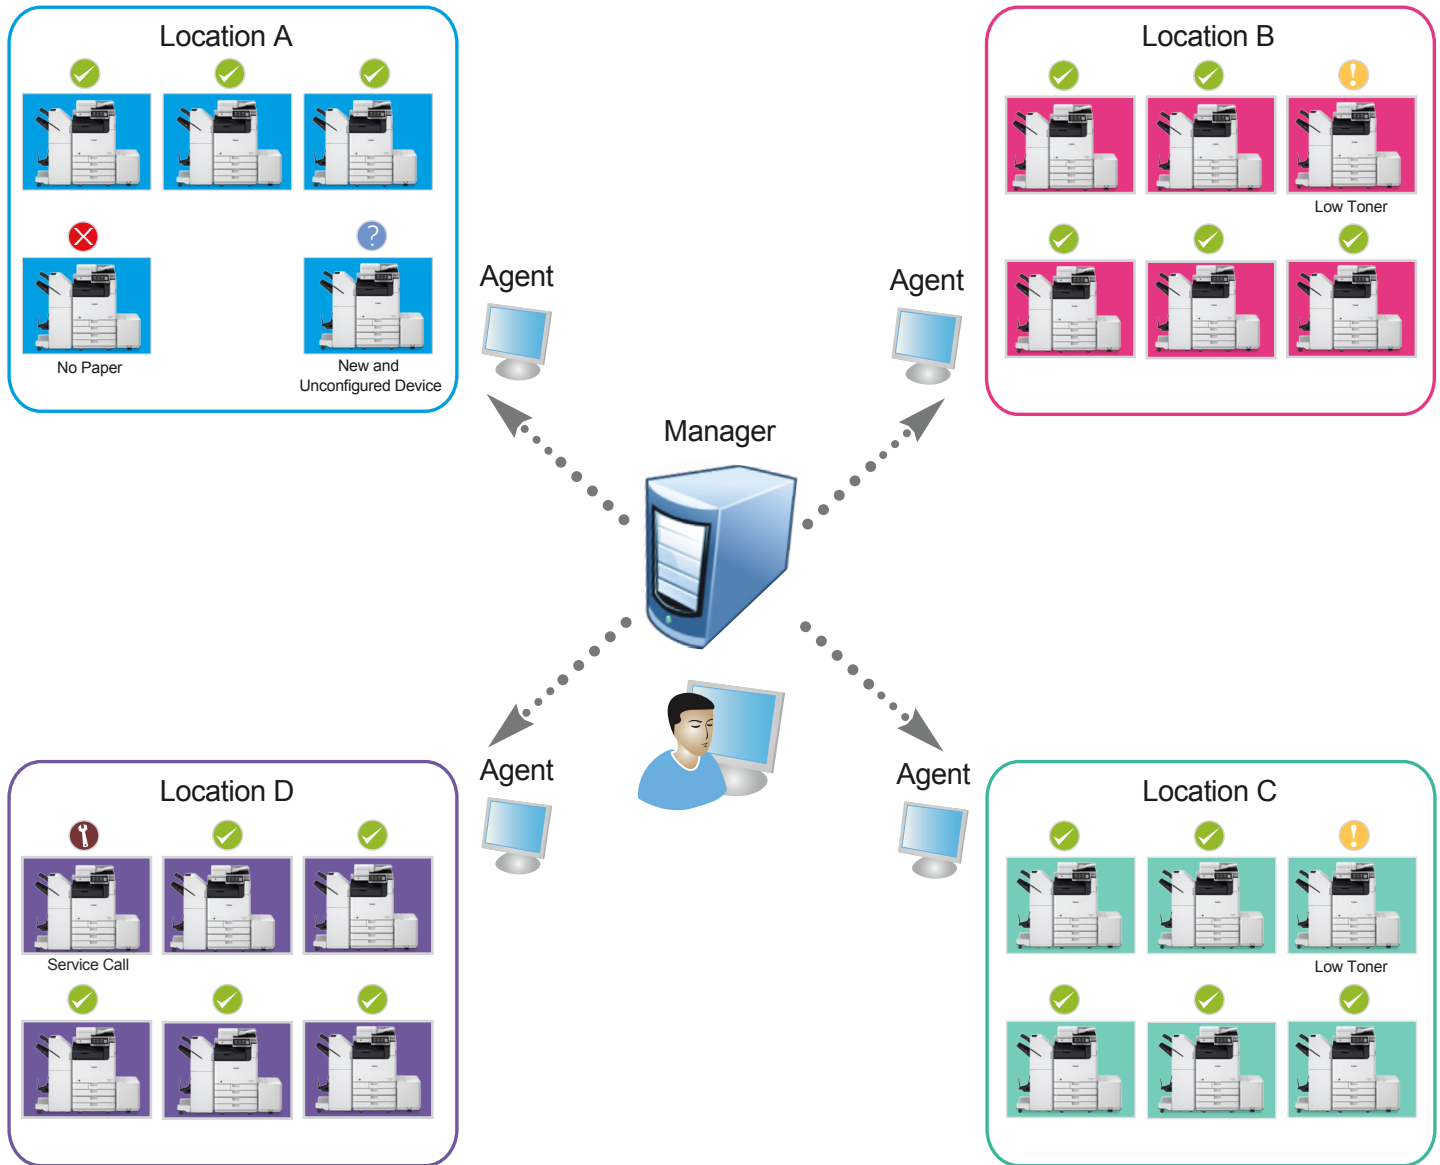 Location A
Location B
Low Toner
No Paper
New and
Unconfigured Device
Agent
Agent
Manager
Agent
Agent
Location D
Service Call
Location C
Low Toner